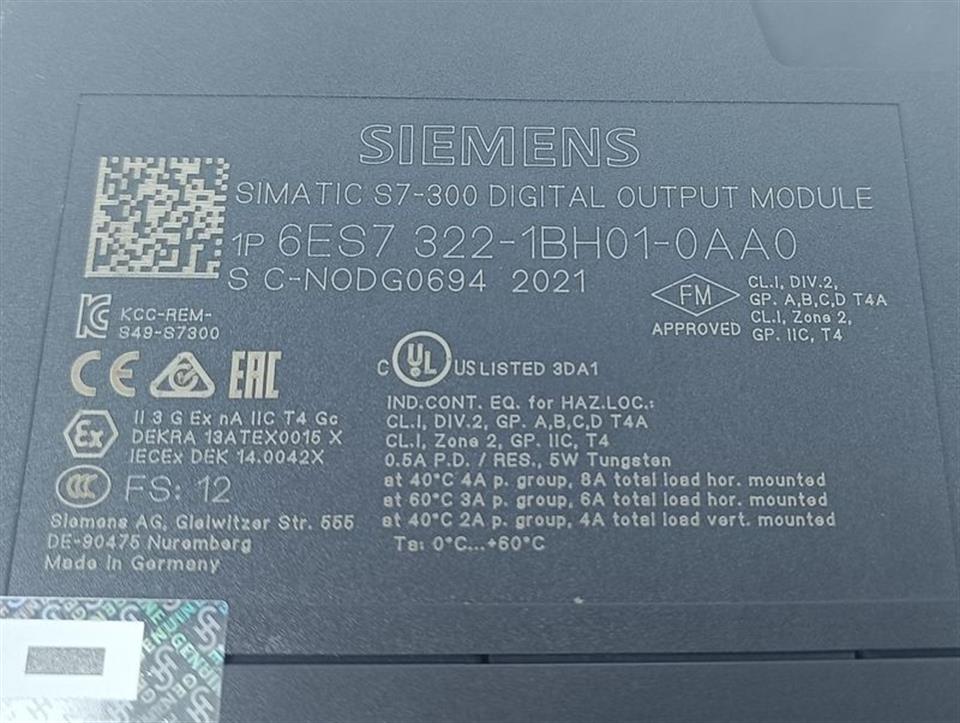 SIEMENS
SIMATIC S7-300 DIGITAL OUTPUT MODULE
1P 6ES7 322-1BH01-0AA0
S C-NODG0694 2021
KCC-REM-
S49-S7300
FM
APPROVED
CL.I, DIV.2,
GP. A,B,C,D T4A
CL.I, Zone 2,
GP. IIC, T4
CE
EAC
C UL US LISTED 3DA1
Ex
II 3 G Ex nA IIC T4 Gc
DEKRA 13ATEX0015 X
IECEx DEK 14.0042X
CCC FS: 12
Siemens AG, Gleiwitzer Str. 555
DE-90475 Nuremberg
Made in Germany
IND.CONT. EQ. for HAZ.LOC.:
CL.I, DIV.2, GP. A,B,C,D T4A
CL.I, Zone 2, GP. IIC, T4
0.5A P.D. / RES., 5W Tungsten
at 40°C 4A p. group, 8A total load hor. mounted
at 60°C 3A p. group, 6A total load hor. mounted
at 40°C 2A p. group, 4A total load vert. mounted
Ta: 0°C...+60°C